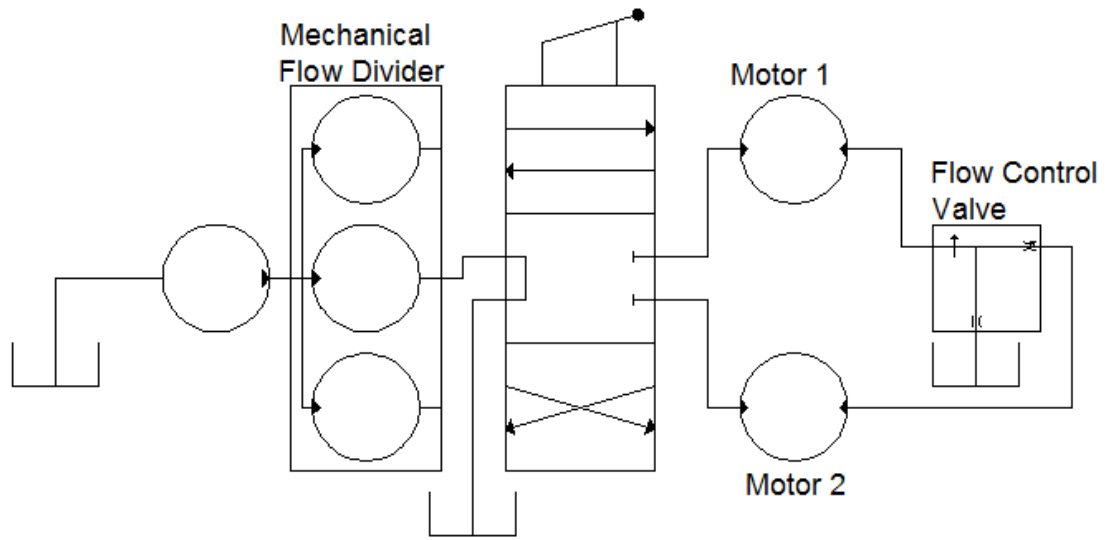 Mechanical
Flow Divider
Motor 1
Flow Control
Valve
Motor 2